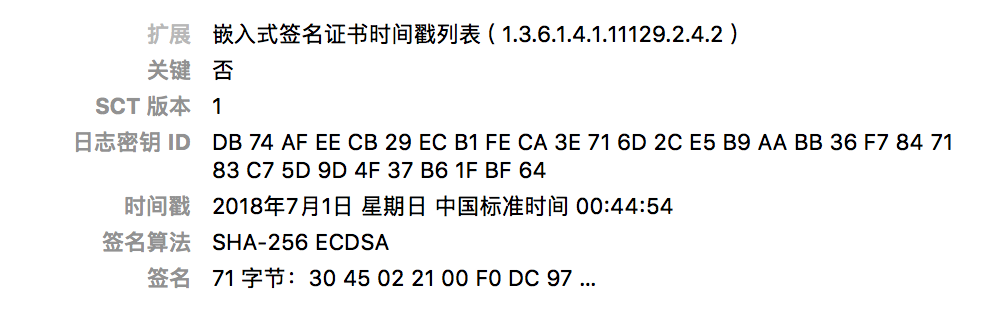 扩展 嵌入式签名证书时间戳列表 ( 1.3.6.1.4.1.11129.2.4.2 )
关键 否
SCT 版本 1
日志密钥 ID DB 74 AF EE CB 29 EC B1 FE CA 3E 71 6D 2C E5 B9 AA BB 36 F7 84 71
83 C7 5D 9D 4F 37 B6 1F BF 64
时间戳 2018年7月1日 星期日 中国标准时间 00:44:54
签名算法 SHA-256 ECDSA
签名 71 字节：30 45 02 21 00 F0 DC 97 ...